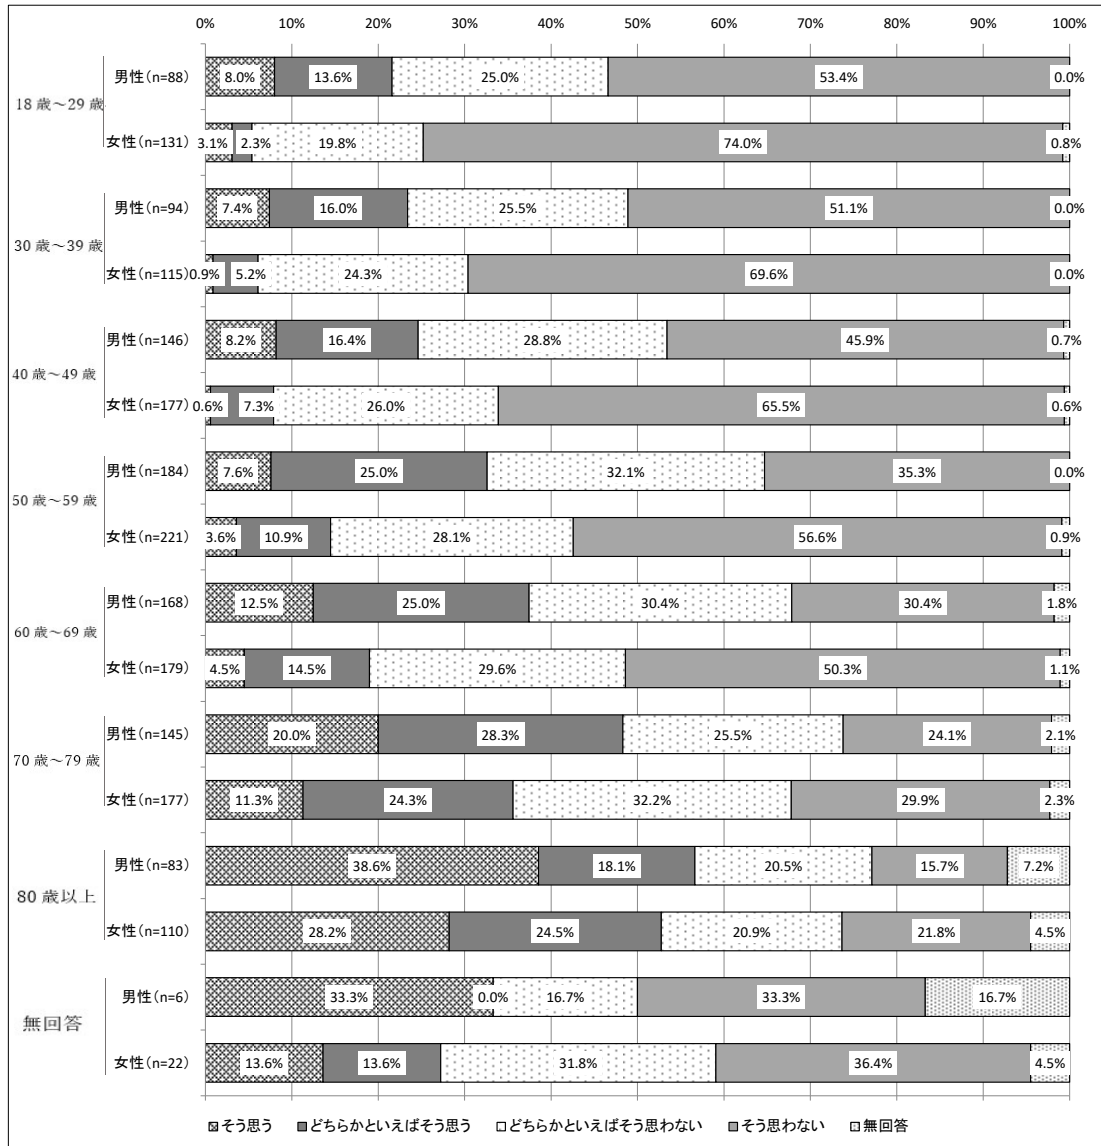 0% 10% 20% 30% 40% 50% 60% 70% 80% 90% 100%
18歳～29歳
男性(n=88) 8.0% 13.6% 25.0% 53.4% 0.0%
女性(n=131) 3.1% 2.3% 19.8% 74.0% 0.8%
30歳～39歳
男性(n=94) 7.4% 16.0% 25.5% 51.1% 0.0%
女性(n=115) 0.9% 5.2% 24.3% 69.6% 0.0%
40歳～49歳
男性(n=146) 8.2% 16.4% 28.8% 45.9% 0.7%
女性(n=177) 0.6% 7.3% 26.0% 65.5% 0.6%
50歳～59歳
男性(n=184) 7.6% 25.0% 32.1% 35.3% 0.0%
女性(n=221) 3.6% 10.9% 28.1% 56.6% 0.9%
60歳～69歳
男性(n=168) 12.5% 25.0% 30.4% 30.4% 1.8%
女性(n=179) 4.5% 14.5% 29.6% 50.3% 1.1%
70歳～79歳
男性(n=145) 20.0% 28.3% 25.5% 24.1% 2.1%
女性(n=177) 11.3% 24.3% 32.2% 29.9% 2.3%
80歳以上
男性(n=83) 38.6% 18.1% 20.5% 15.7% 7.2%
女性(n=110) 28.2% 24.5% 20.9% 21.8% 4.5%
無回答
男性(n=6) 33.3% 0.0% 16.7% 33.3% 16.7%
女性(n=22) 13.6% 13.6% 31.8% 36.4% 4.5%
そう思う どちらかといえばそう思う どちらかといえばそう思わない そう思わない 無回答